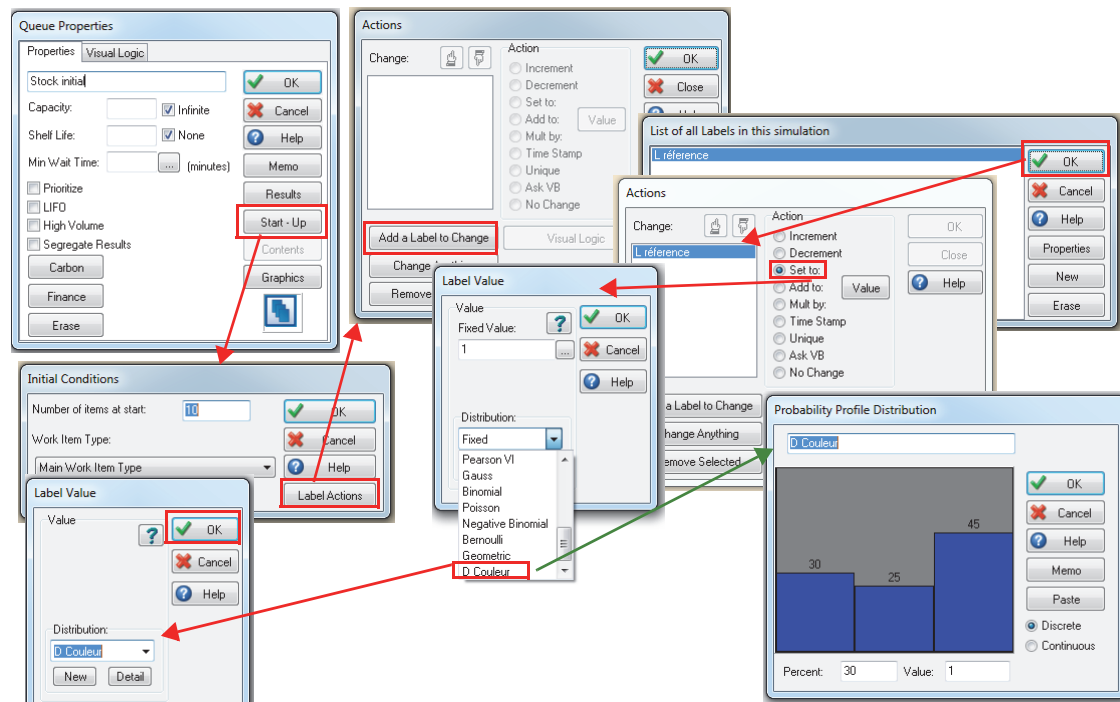 Queue Properties
Properties Visual Logic
Stock initial
OK
Capacity: Infinite
Cancel
Shelf Life: None
Help
Min Wait Time: ... (minutes)
Memo
Prioritize
Results
LIFO
High Volume
Start - Up
Segregate Results
Contents
Carbon
Graphics
Finance
Erase
Actions
Change:
Action
Increment
Decrement
Set to:
Add to: Value
Mult by:
Time Stamp
Unique
Ask VB
No Change
OK
Close
Add a Label to Change
Visual Logic
Change
Remove
List of all Labels in this simulation
L réference
OK
Cancel
Help
Properties
New
Erase
Actions
Change:
L réference
Action
Increment
Decrement
Set to:
Add to: Value
Mult by:
Time Stamp
Unique
Ask VB
No Change
OK
Close
Help
a Label to Change
hange Anything
emove Selected
Label Value
Value
Fixed Value: ?
1 ...
OK
Cancel
Help
Distribution:
Fixed
Pearson VI
Gauss
Binomial
Poisson
Negative Binomial
Bernoulli
Geometric
D Couleur
Initial Conditions
Number of items at start: 10
OK
Work Item Type:
Cancel
Main Work Item Type
Help
Label Actions
Label Value
Value
?
OK
Cancel
Help
Distribution:
D Couleur
New Detail
Probability Profile Distribution
D Couleur
30
25
45
OK
Cancel
Help
Memo
Paste
Discrete
Continuous
Percent: 30 Value: 1